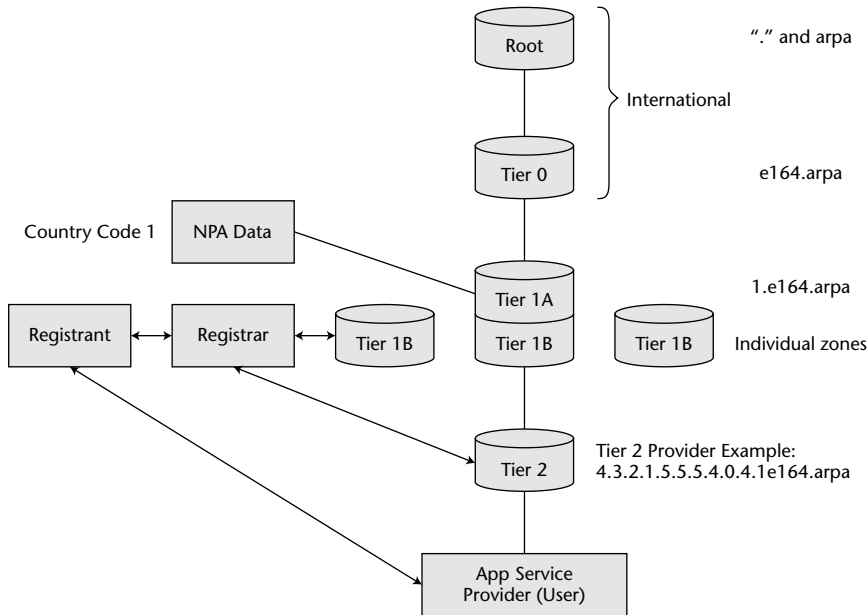 Root
“.” and arpa
International
Tier 0
e164.arpa
Country Code 1
NPA Data
Tier 1A
1.e164.arpa
Registrant
Registrar
Tier 1B
Tier 1B
Tier 1B
Individual zones
Tier 2
Tier 2 Provider Example:
4.3.2.1.5.5.5.4.0.4.1e164.arpa
App Service
Provider (User)